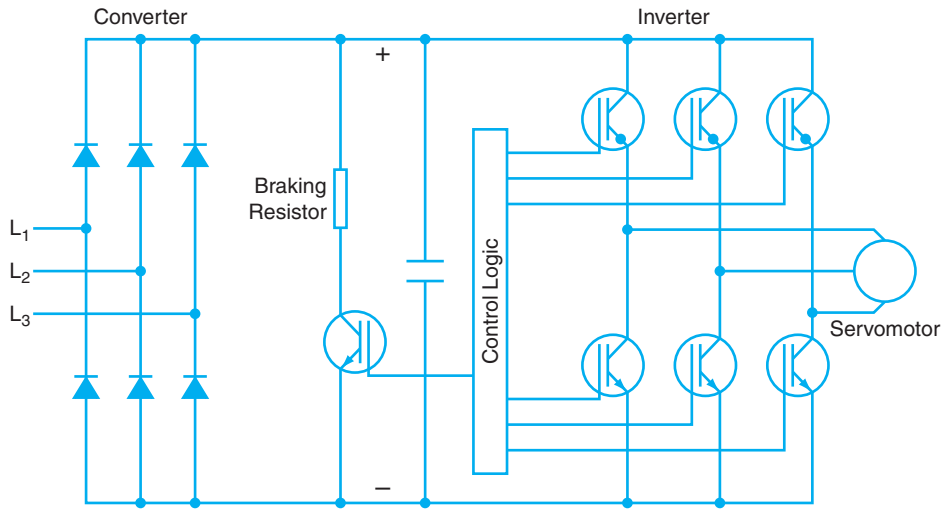 Converter
Inverter
+
Braking
Resistor
L₁
L₂
L₃
Control Logic
Servomotor
−